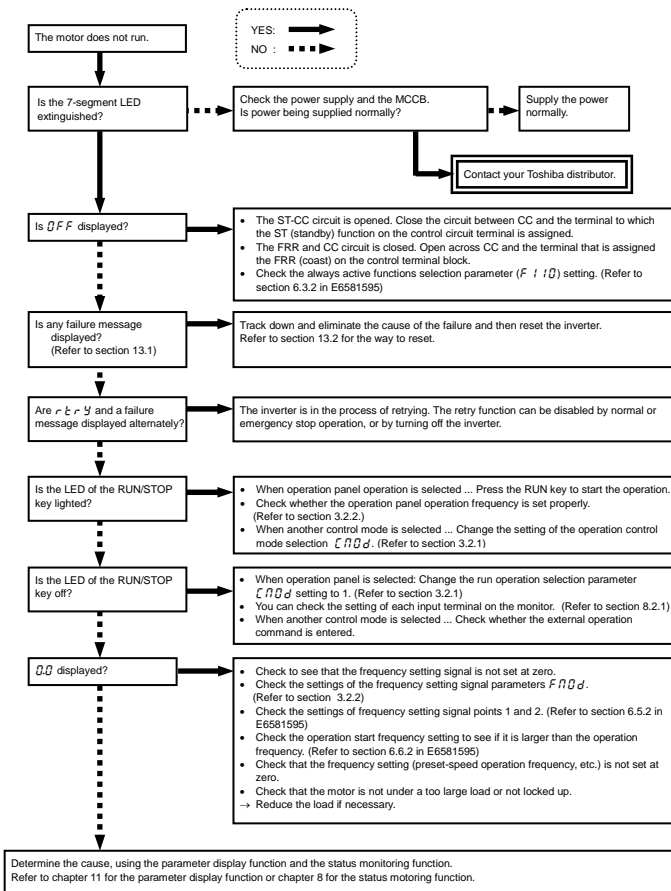 The motor does not run.
YES:
NO :
Is the 7-segment LED
extinguished?
Check the power supply and the MCCB.
Is power being supplied normally?
Supply the power
normally.
Contact your Toshiba distributor.
Is OFF displayed?
• The ST-CC circuit is opened. Close the circuit between CC and the terminal to which
the ST (standby) function on the control circuit terminal is assigned.
• The FRR and CC circuit is closed. Open across CC and the terminal that is assigned
the FRR (coast) on the control terminal block.
• Check the always active functions selection parameter (F110) setting. (Refer to
section 6.3.2 in E6581595)
Is any failure message
displayed?
(Refer to section 13.1)
Track down and eliminate the cause of the failure and then reset the inverter.
Refer to section 13.2 for the way to reset.
Are rtry and a failure
message displayed alternately?
The inverter is in the process of retrying. The retry function can be disabled by normal or
emergency stop operation, or by turning off the inverter.
Is the LED of the RUN/STOP
key lighted?
• When operation panel operation is selected ... Press the RUN key to start the operation.
• Check whether the operation panel operation frequency is set properly.
(Refer to section 3.2.2.)
• When another control mode is selected ... Change the setting of the operation control
mode selection CMOd. (Refer to section 3.2.1)
Is the LED of the RUN/STOP
key off?
• When operation panel is selected: Change the run operation selection parameter
CMOd setting to 1. (Refer to section 3.2.1)
• You can check the setting of each input terminal on the monitor. (Refer to section 8.2.1)
• When another control mode is selected ... Check whether the external operation
command is entered.
0.0 displayed?
• Check to see that the frequency setting signal is not set at zero.
• Check the settings of the frequency setting signal parameters FMOd.
(Refer to section 3.2.2)
• Check the settings of frequency setting signal points 1 and 2. (Refer to section 6.5.2 in
E6581595)
• Check the operation start frequency setting to see if it is larger than the operation
frequency. (Refer to section 6.6.2 in E6581595)
• Check that the frequency setting (preset-speed operation frequency, etc.) is not set at
zero.
• Check that the motor is not under a too large load or not locked up.
→ Reduce the load if necessary.
Determine the cause, using the parameter display function and the status monitoring function.
Refer to chapter 11 for the parameter display function or chapter 8 for the status motoring function.